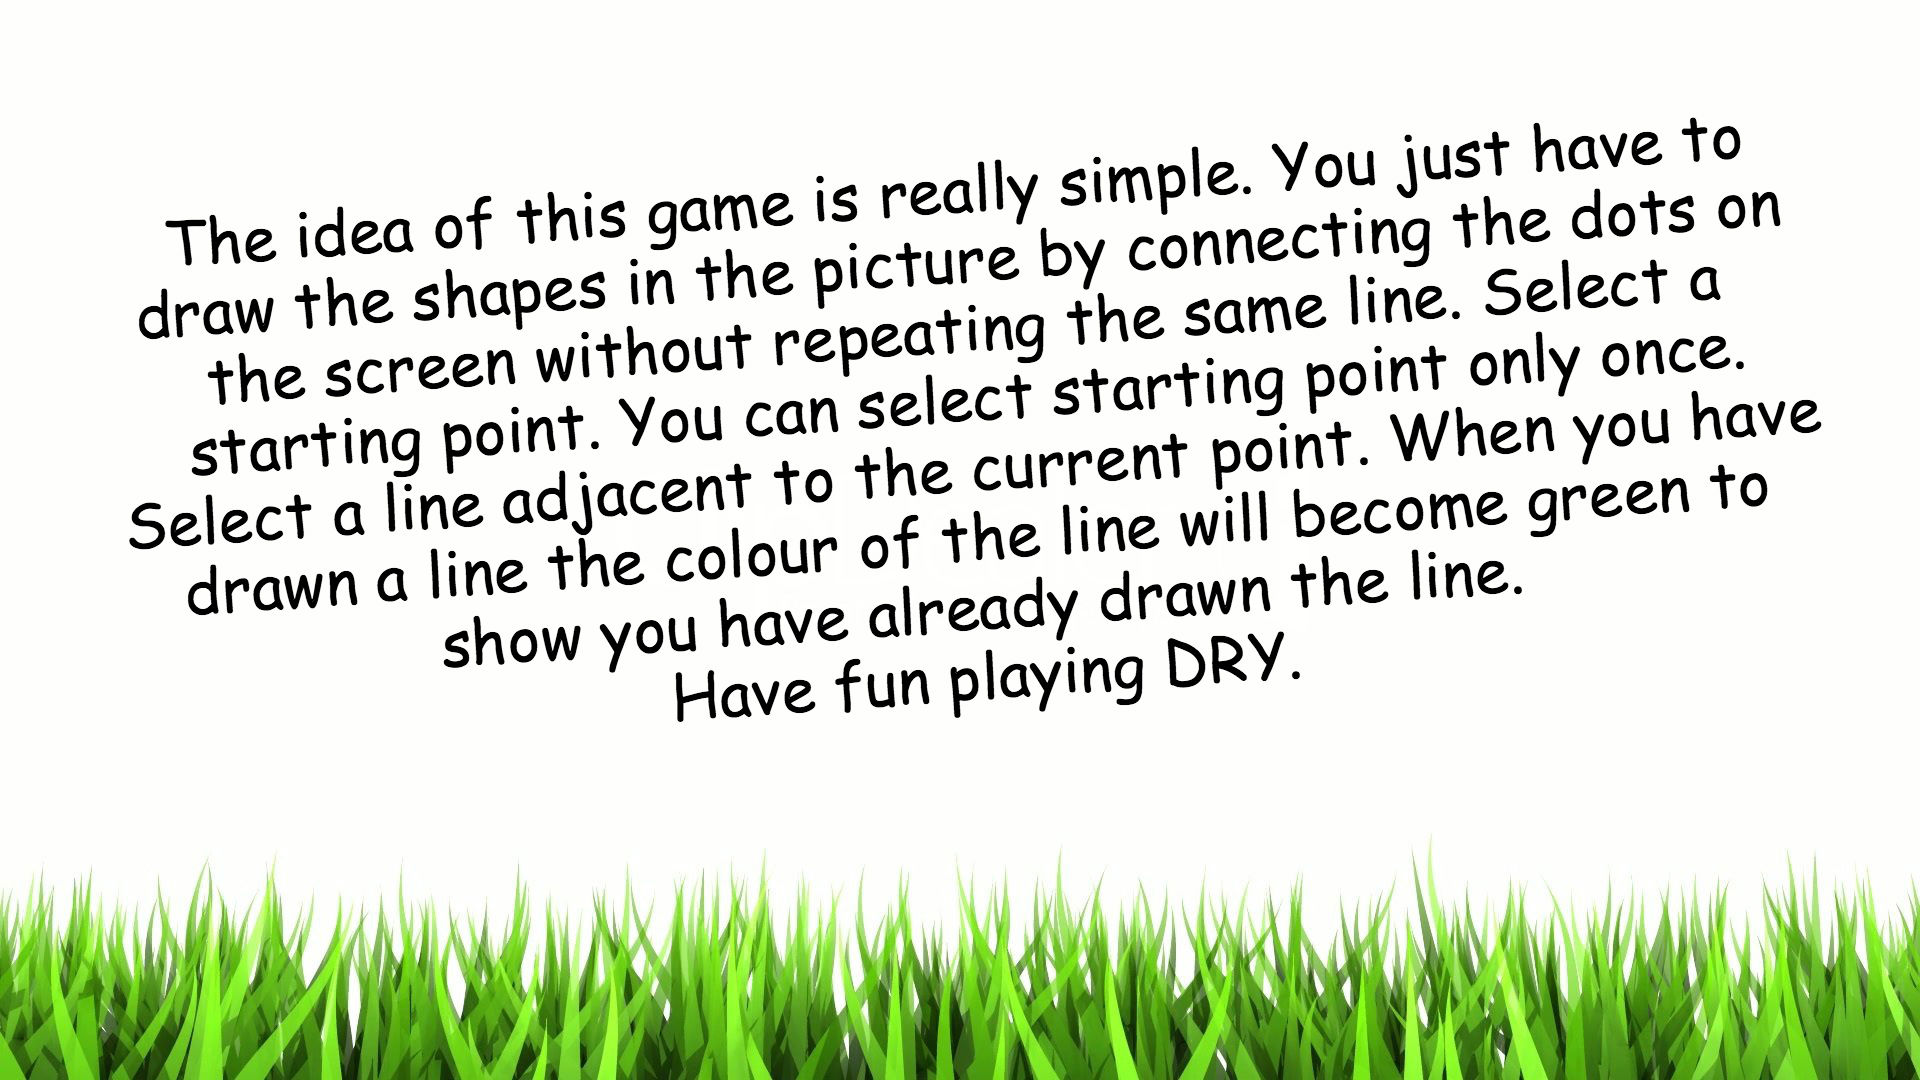 The idea of this game is really simple. You just have to
draw the shapes in the picture by connecting the dots on
the screen without repeating the same line. Select a
starting point. You can select starting point only once.
Select a line adjacent to the current point. When you have
drawn a line the colour of the line will become green to
show you have already drawn the line.
Have fun playing DRY.